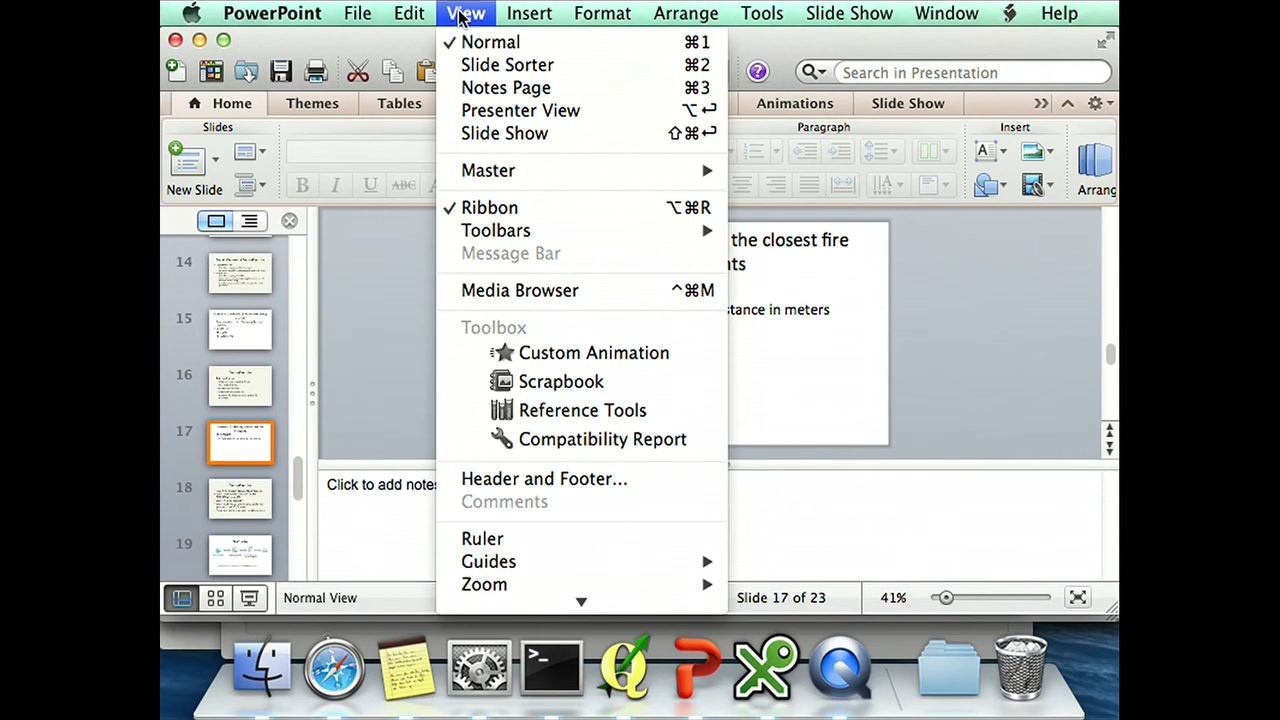 PowerPoint File Edit View Insert Format Arrange Tools Slide Show Window Help
Normal ⌘1
Slide Sorter ⌘2
Notes Page ⌘3
Presenter View ⌥↩
Slide Show ⇧⌘↩
Master
Ribbon ⌥⌘R
Toolbars
Message Bar
Media Browser ^⌘M
Toolbox
Custom Animation
Scrapbook
Reference Tools
Compatibility Report
Header and Footer...
Comments
Ruler
Guides
Zoom
Search in Presentation
Home Themes Tables Animations Slide Show
Slides Paragraph Insert
B I U ABC
New Slide
Arrang
14
15
16
17
18
19
the closest fire
stance in meters
Click to add notes
Normal View Slide 17 of 23 41%